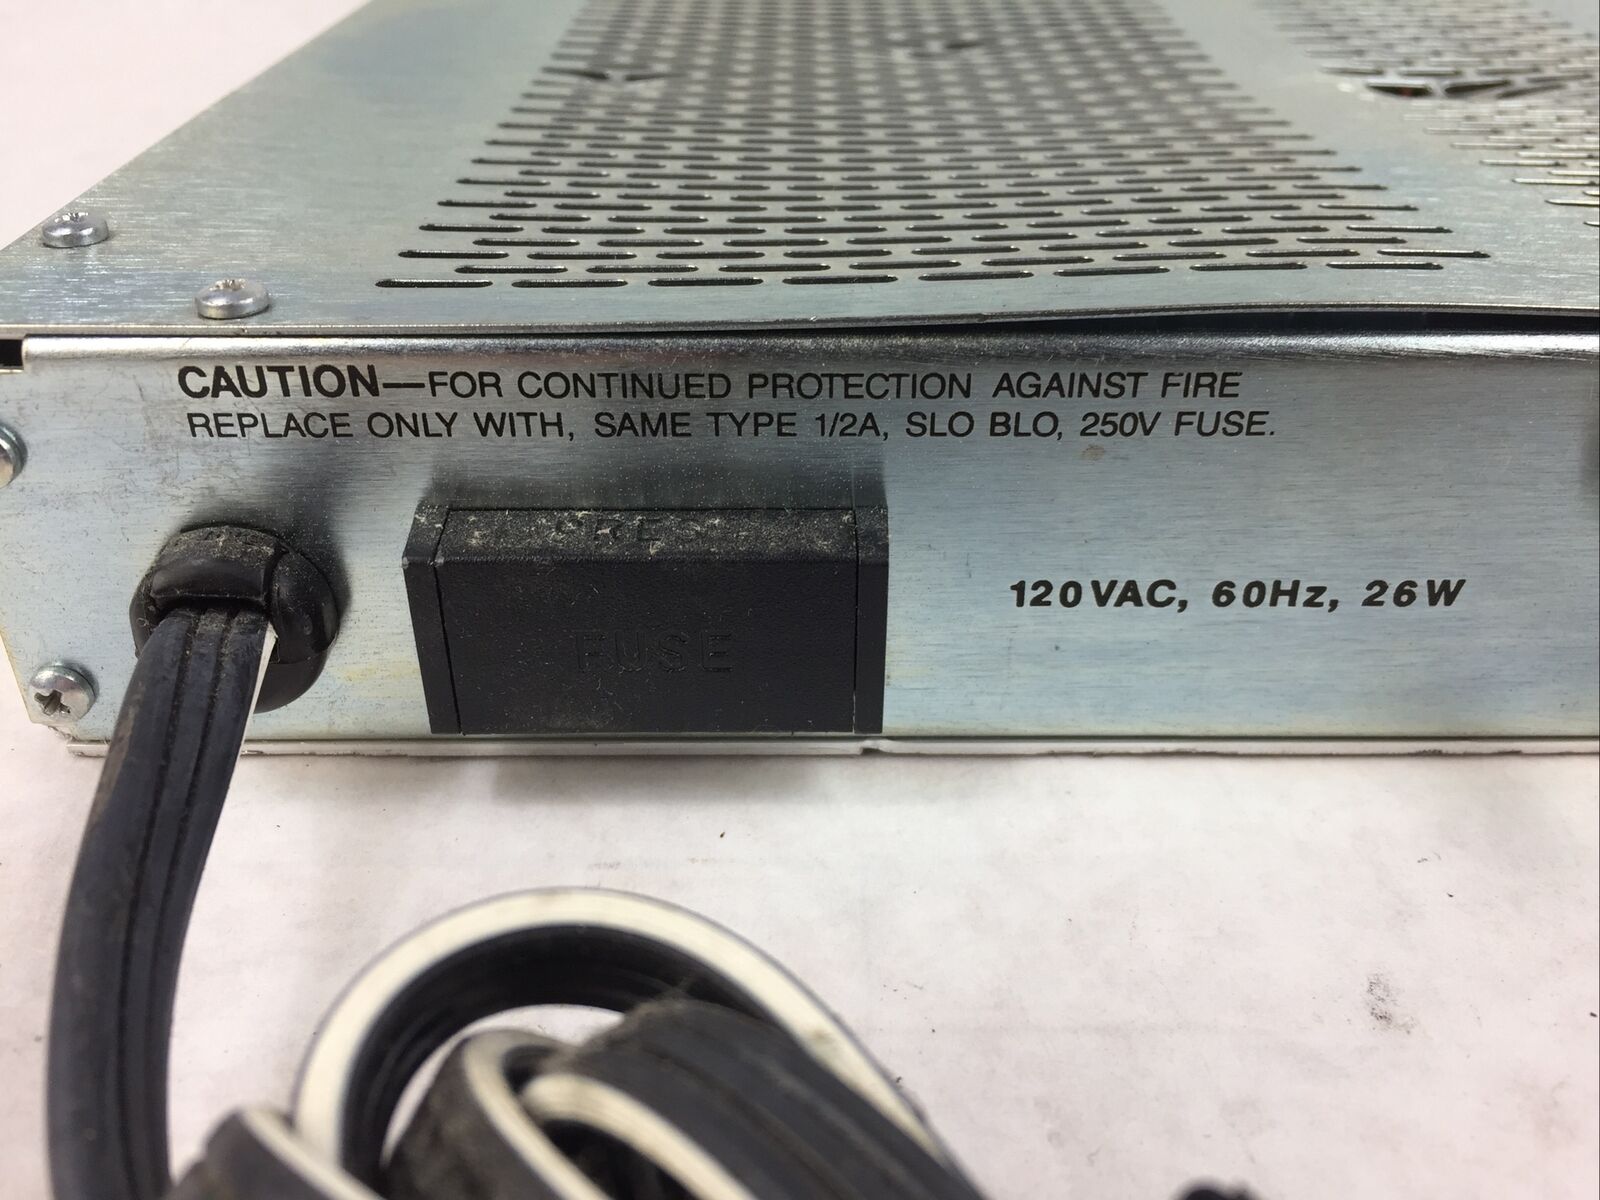 CAUTION—FOR CONTINUED PROTECTION AGAINST FIRE
REPLACE ONLY WITH, SAME TYPE 1/2A, SLO BLO, 250V FUSE.
PRESS
FUSE
120VAC, 60Hz, 26W